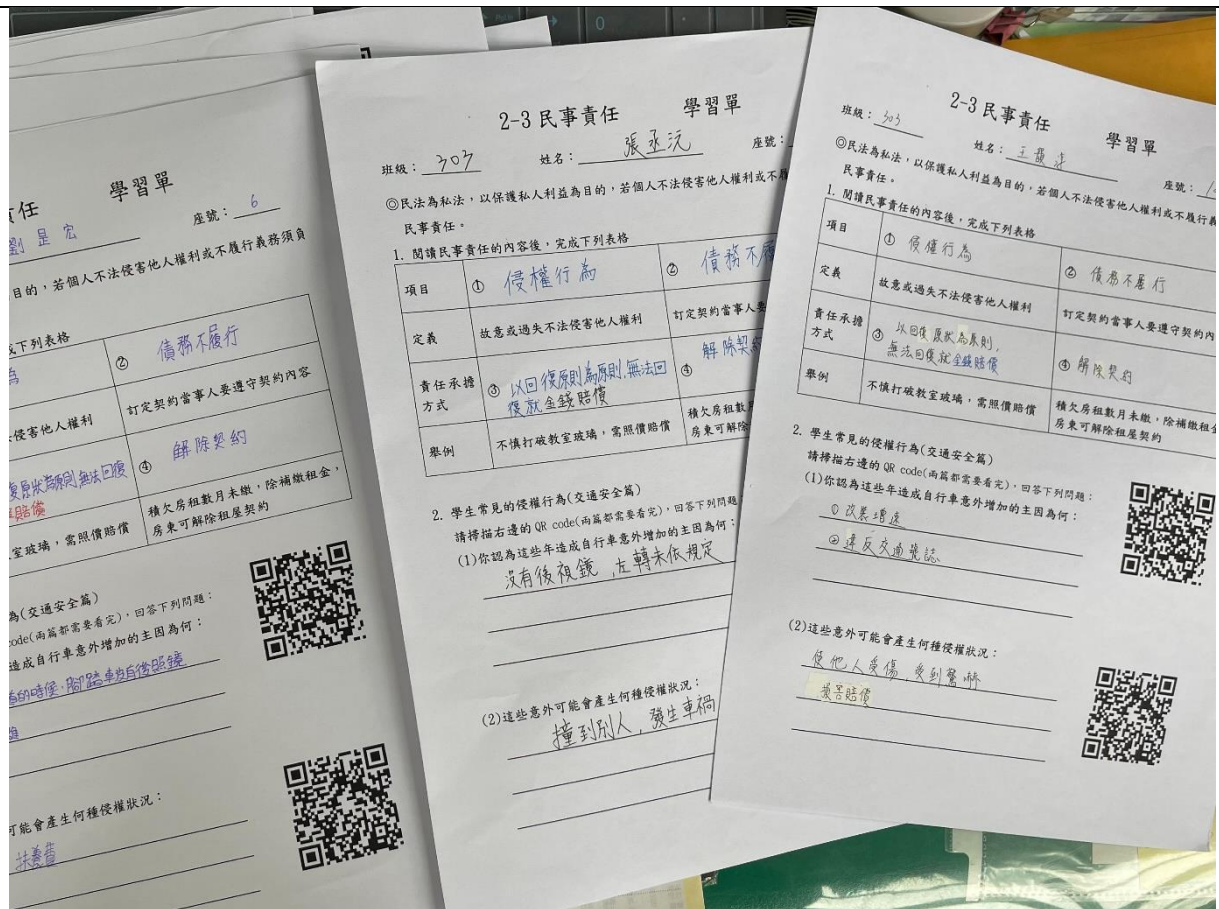 學習單
劉昱宏
座號：6
目的，若個人不法侵害他人權利或不履行義務須負
下列表格
② 債務不履行
侵害他人權利
訂定契約當事人要遵守契約內容
復原狀為原則,無法回復
賠償
④ 解除契約
室玻璃，需照價賠償
積欠房租數月未繳，除補繳租金，
房東可解除租屋契約
為(交通安全篇)
code(兩篇都需要看完)，回答下列問題：
造成自行車意外增加的主因為何：
的時候,腳踏車沒有後照鏡
可能會產生何種侵權狀況：
2-3 民事責任 學習單
班級：303 姓名：張丞沅 座號：
◎民法為私法，以保護私人利益為目的，若個人不法侵害他人權利或不履
民事責任。
1. 閱讀民事責任的內容後，完成下列表格
項目 ① 侵權行為 ② 債務不履
定義 故意或過失不法侵害他人權利 訂定契約當事人要
責任承擔
方式
③ 以回復原則為原則,無法回
復就金錢賠償
④ 解除契約
舉例 不慎打破教室玻璃，需照價賠償
積欠房租數
房東可解除
2. 學生常見的侵權行為(交通安全篇)
請掃描右邊的 QR code(兩篇都需要看完)，回答下列問題
(1)你認為這些年造成自行車意外增加的主因為何：
沒有後視鏡,左轉未依規定
(2)這些意外可能會產生何種侵權狀況：
撞到別人,發生車禍
2-3 民事責任 學習單
班級：303 姓名：王 座號：
◎民法為私法，以保護私人利益為目的，若個人不法侵害他人權利或不履行義
民事責任。
1. 閱讀民事責任的內容後，完成下列表格
項目 ① 侵權行為 ② 債務不履行
定義 故意或過失不法侵害他人權利 訂定契約當事人要遵守契約內
責任承擔
方式
③ 以回復原狀為原則,
無法回復就金錢賠償
④ 解除契約
舉例 不慎打破教室玻璃，需照價賠償
積欠房租數月未繳，除補繳租金
房東可解除租屋契約
2. 學生常見的侵權行為(交通安全篇)
請掃描右邊的 QR code(兩篇都需要看完)，回答下列問題：
(1)你認為這些年造成自行車意外增加的主因為何：
① 改裝增速
② 違反交通號誌
(2)這些意外可能會產生何種侵權狀況：
使他人受傷,受到驚嚇
損害賠償